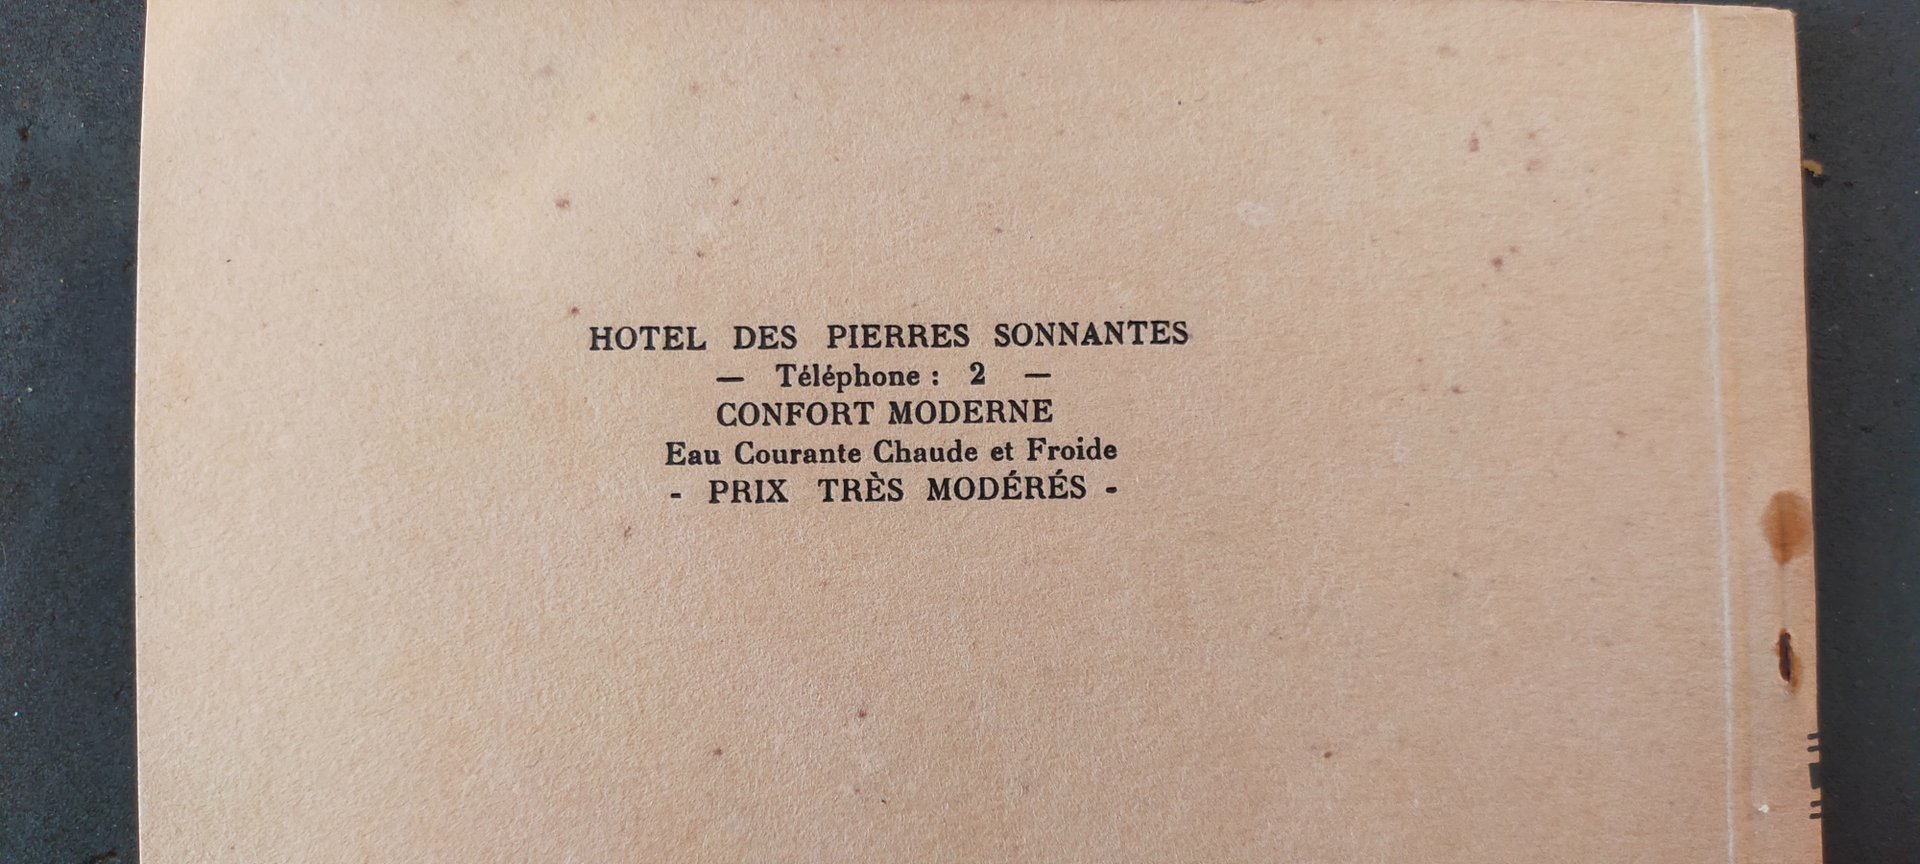 HOTEL DES PIERRES SONNANTES
— Téléphone : 2 —
CONFORT MODERNE
Eau Courante Chaude et Froide
- PRIX TRÈS MODÉRÉS -